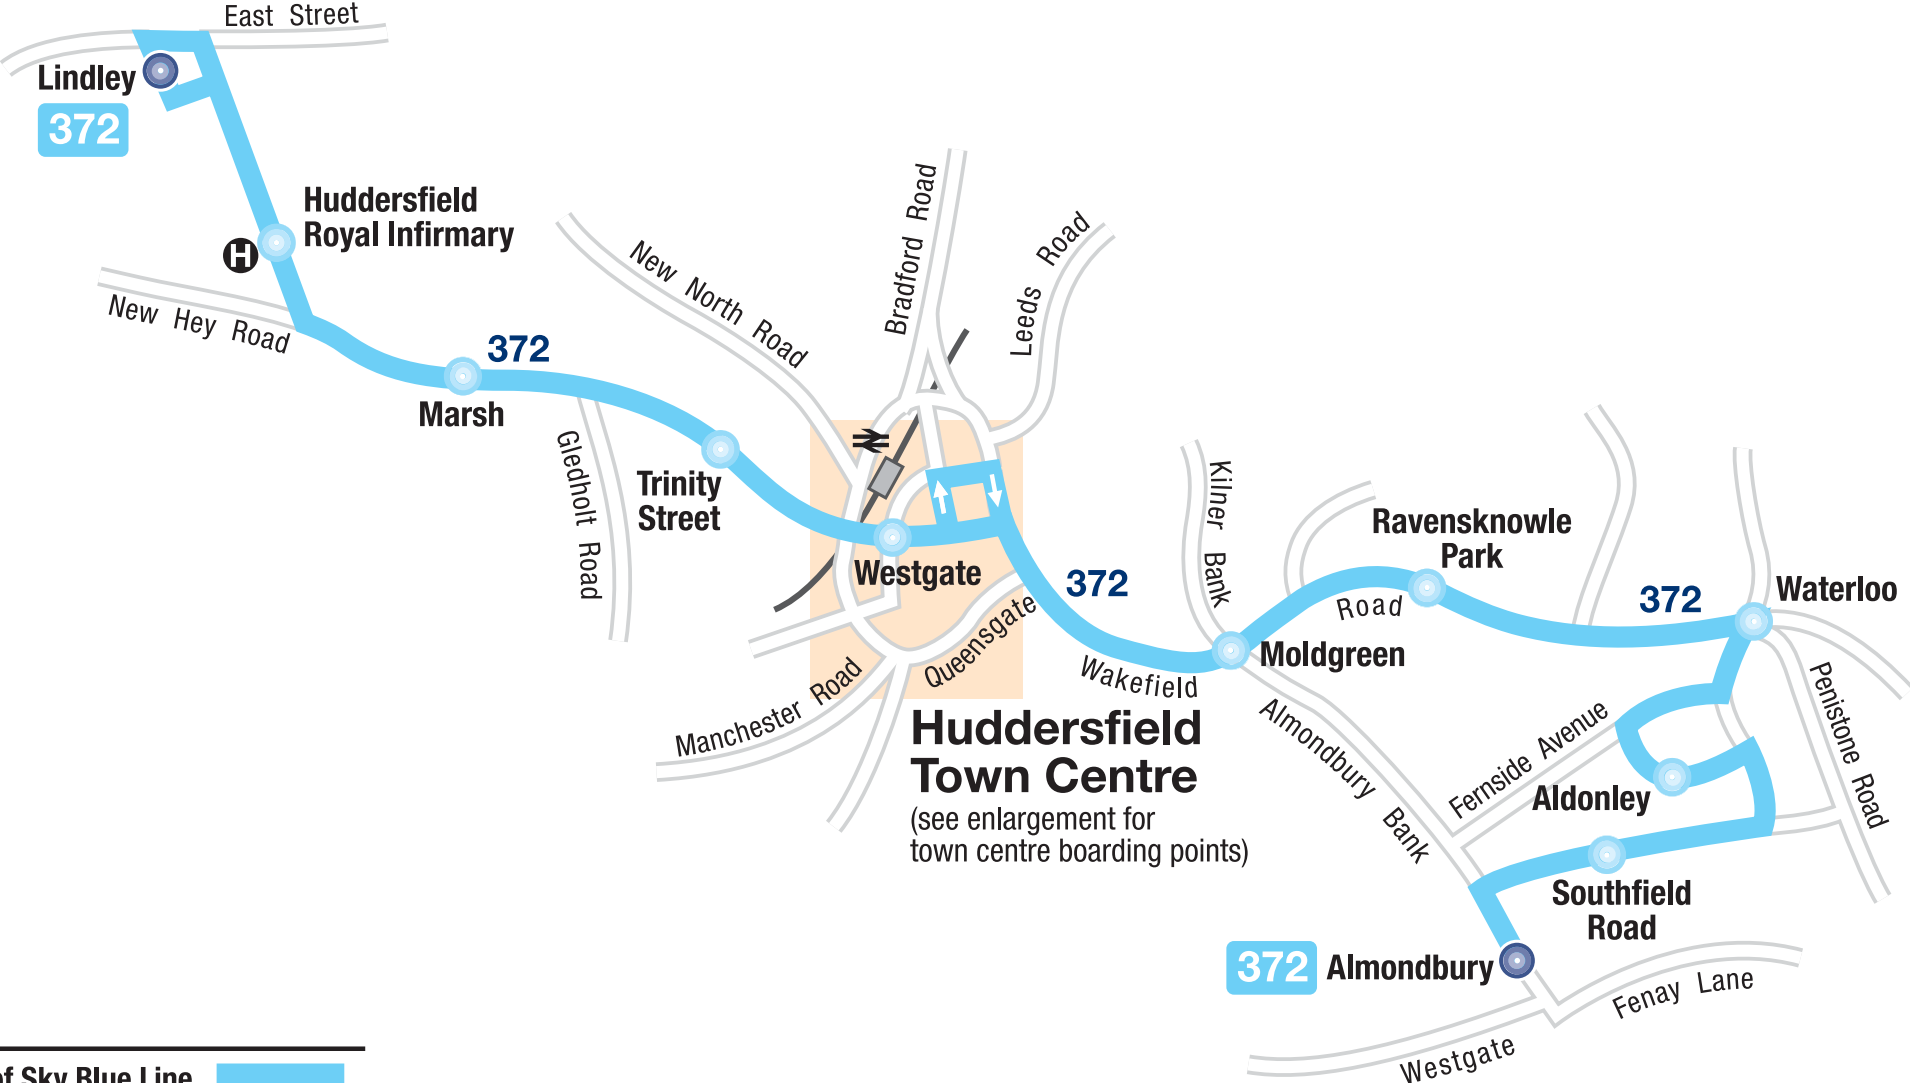 East Street
Lindley
372
Huddersfield
Royal Infirmary
H
New Hey Road
372
Marsh
Gledholt Road
New North Road
Trinity
Street
Bradford Road
Leeds Road
Westgate
Queensgate
Manchester Road
Huddersfield
Town Centre
(see enlargement for
town centre boarding points)
372
Wakefield
Road
Kilner Bank
Moldgreen
Ravensknowle
Park
372
Waterloo
Penistone Road
Almondbury Bank
Fernside Avenue
Aldonley
Southfield
Road
372
Almondbury
Fenay Lane
Westgate
of Sky Blue Line